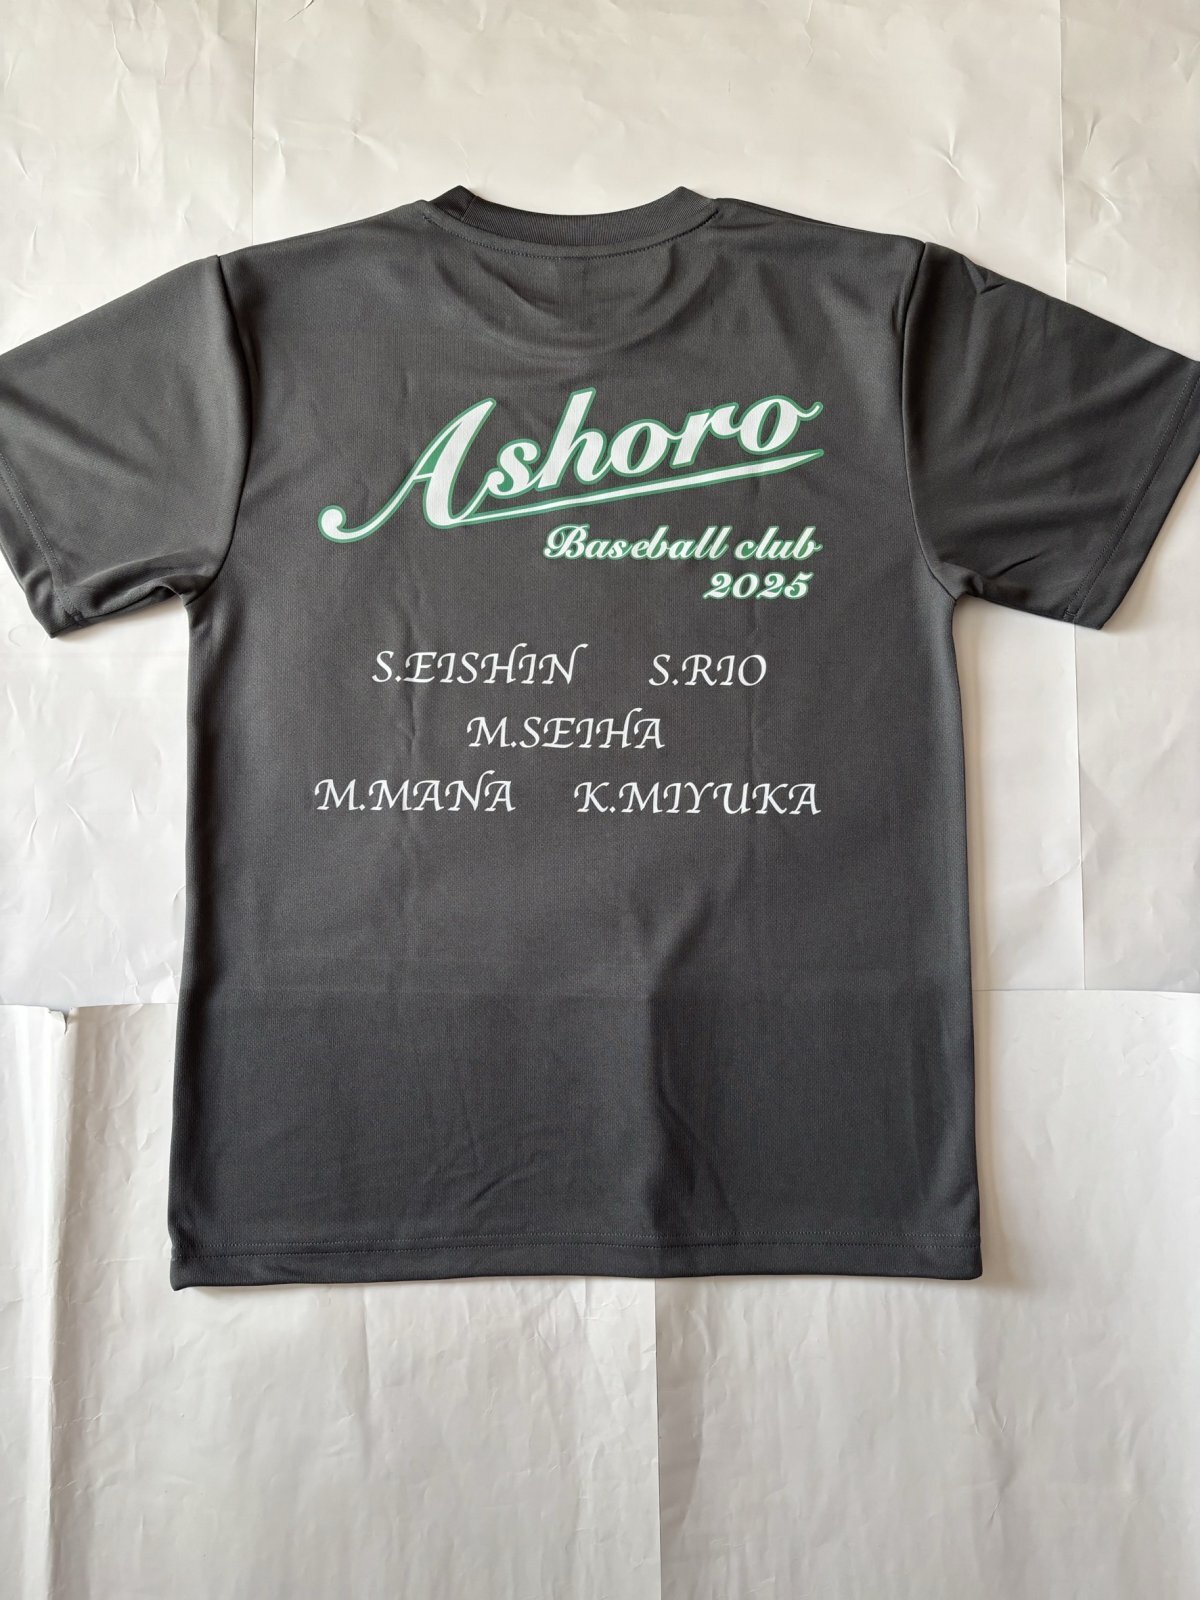 Ashoro
Baseball club
2025
S.EISHIN S.RIO
M.SEIHA
M.MANA K.MIYUKA